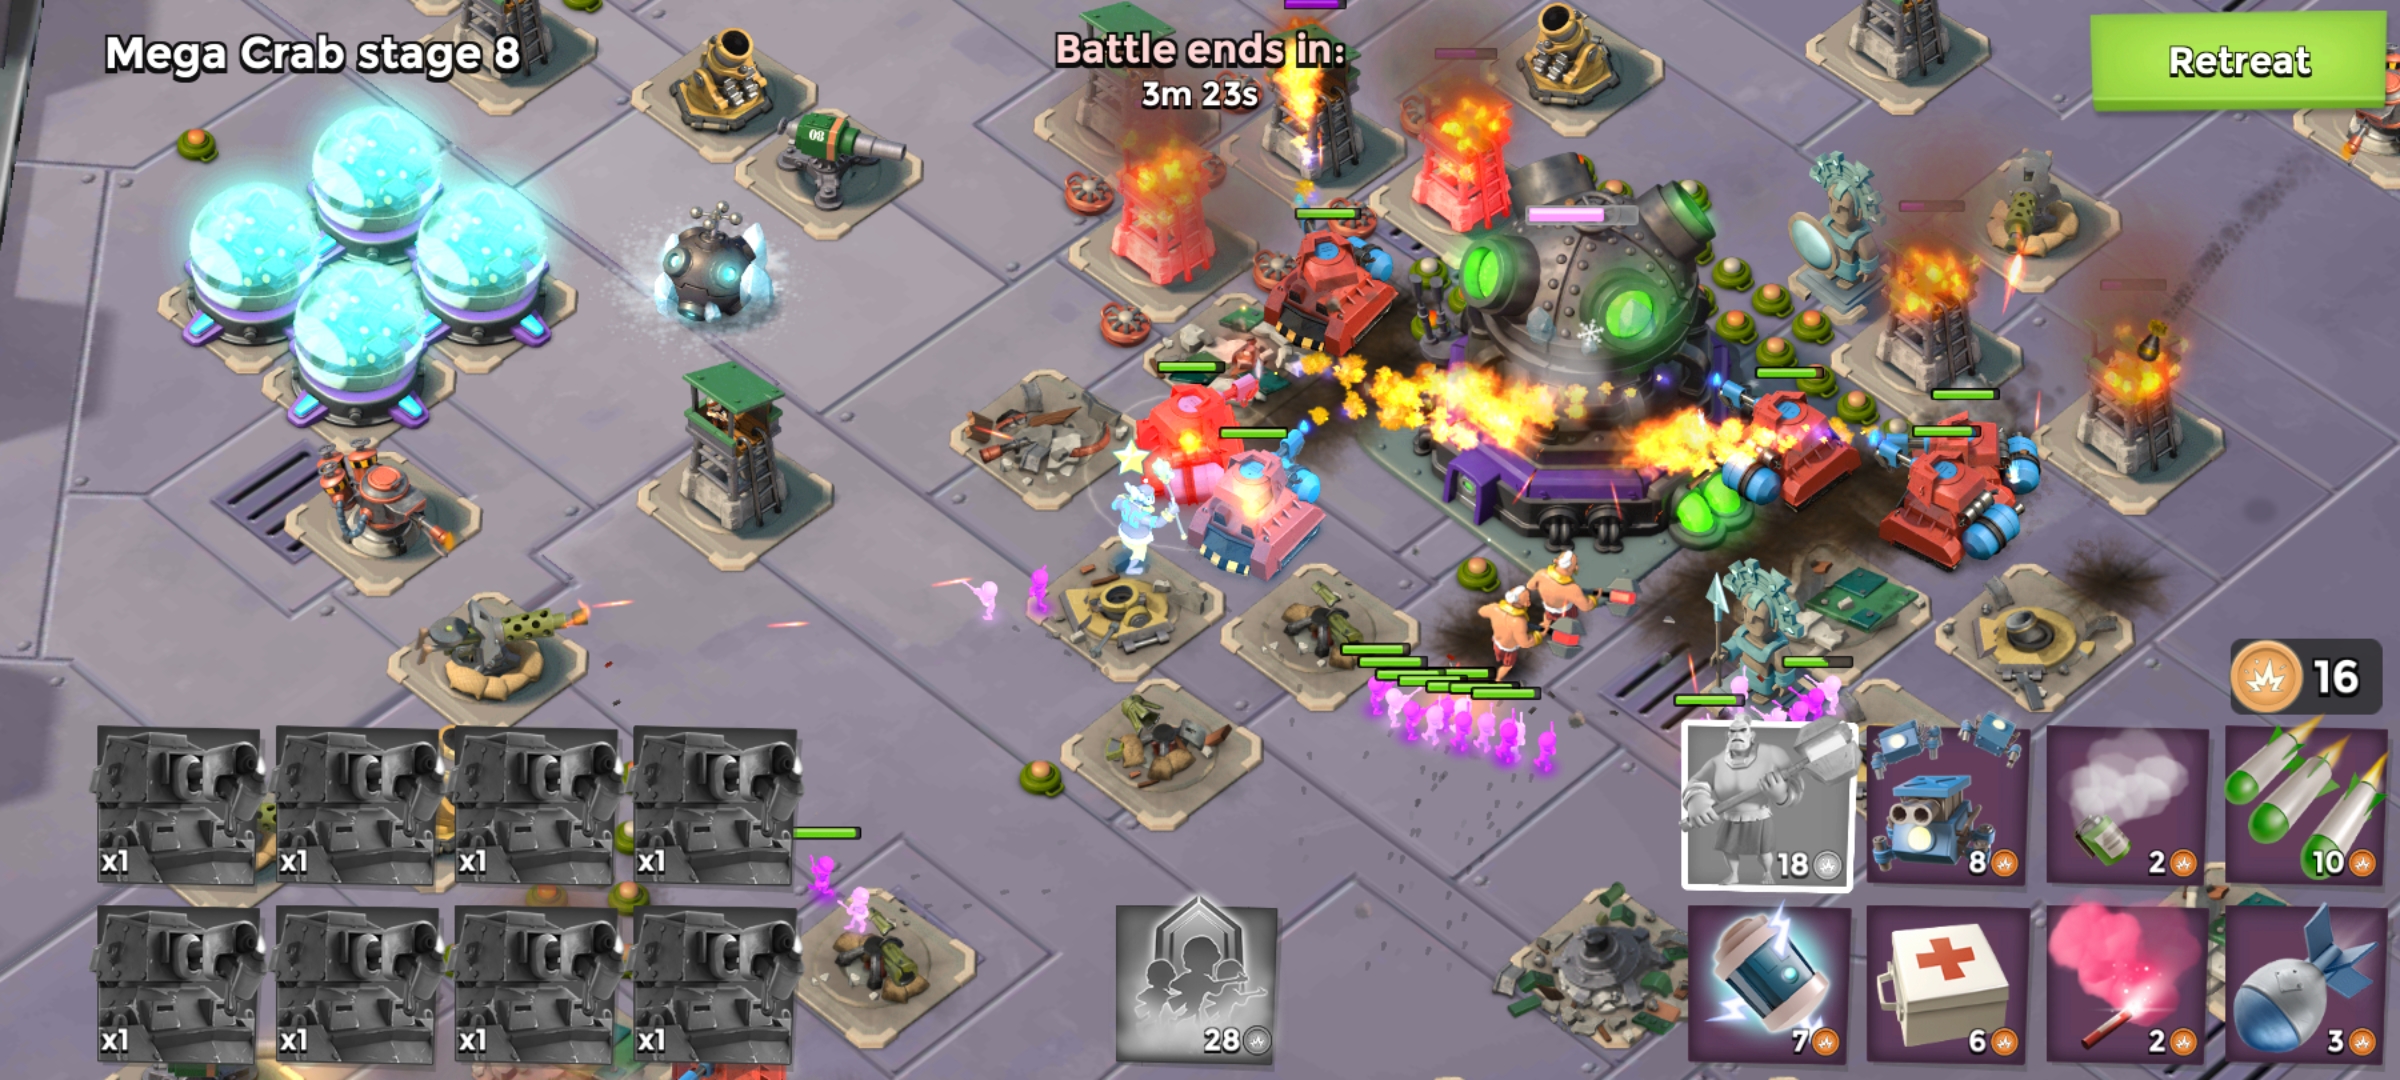 Mega Crab stage 8
Battle ends in:
3m 23s
Retreat
08
16
x1
x1
x1
x1
18
8
2
10
x1
x1
x1
x1
28
7
6
2
3